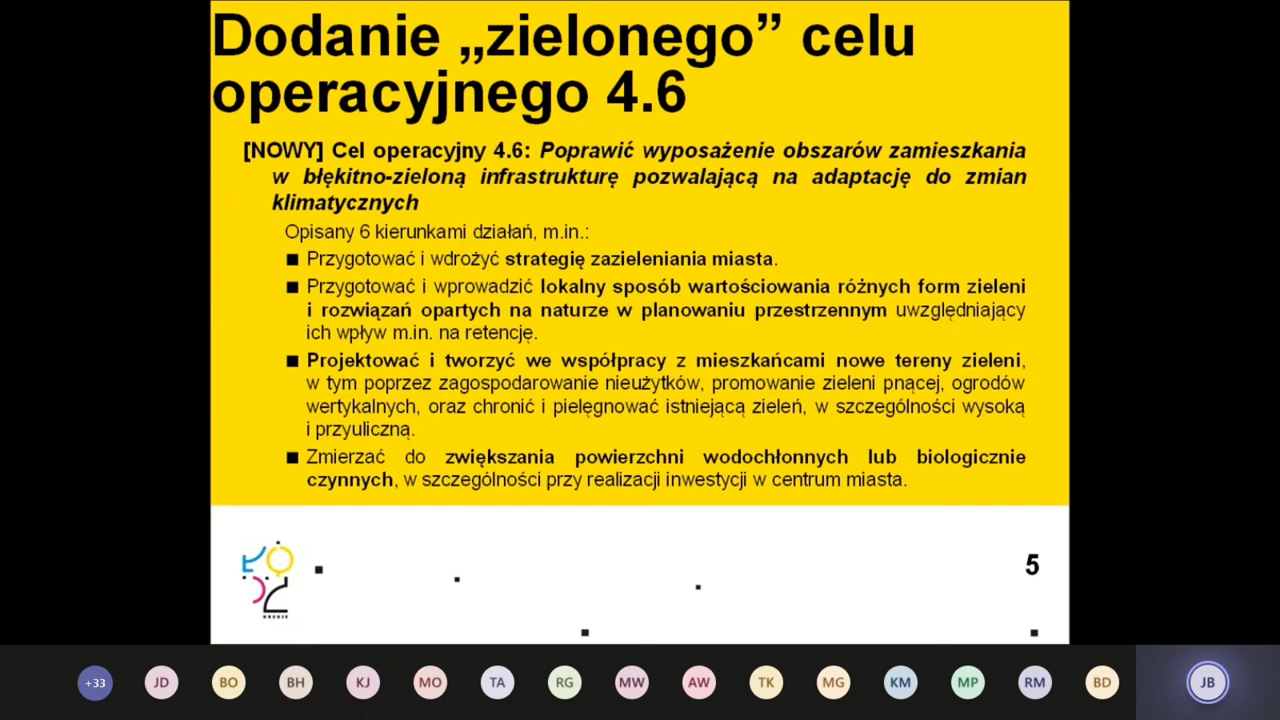 Dodanie „zielonego” celu
operacyjnego 4.6
[NOWY] Cel operacyjny 4.6: Poprawić wyposażenie obszarów zamieszkania
w błękitno-zieloną infrastrukturę pozwalającą na adaptację do zmian
klimatycznych
Opisany 6 kierunkami działań, m.in.:
■ Przygotować i wdrożyć strategię zazieleniania miasta.
■ Przygotować i wprowadzić lokalny sposób wartościowania różnych form zieleni
i rozwiązań opartych na naturze w planowaniu przestrzennym uwzględniający
ich wpływ m.in. na retencję.
■ Projektować i tworzyć we współpracy z mieszkańcami nowe tereny zieleni,
w tym poprzez zagospodarowanie nieużytków, promowanie zieleni pnącej, ogrodów
wertykalnych, oraz chronić i pielęgnować istniejącą zieleń, w szczególności wysoką
i przyuliczną.
■ Zmierzać do zwiększania powierzchni wodochłonnych lub biologicznie
czynnych, w szczególności przy realizacji inwestycji w centrum miasta.
ŁÓDŹ
KREUJE
5
+33 JD BO BH KJ MO TA RG MW AW TK MG KM MP RM BD JB